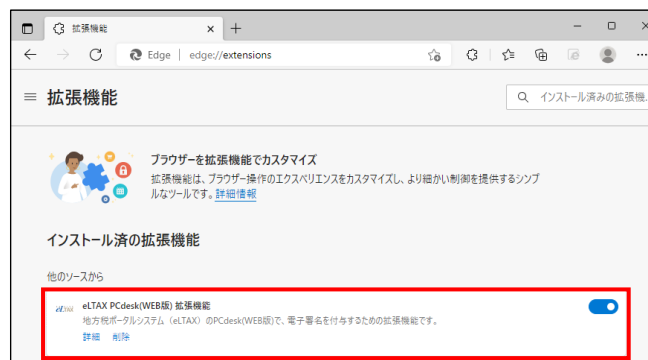 拡張機能
Edge | edge://extensions
拡張機能
インストール済みの拡張機
ブラウザーを拡張機能でカスタマイズ
拡張機能は、ブラウザー操作のエクスペリエンスをカスタマイズし、より細かい制御を提供するシンプ
ルなツールです。詳細情報
インストール済の拡張機能
他のソースから
eLTAX
eLTAX PCdesk(WEB版) 拡張機能
地方税ポータルシステム（eLTAX）のPCdesk(WEB版)で、電子署名を付与するための拡張機能です。
詳細 削除